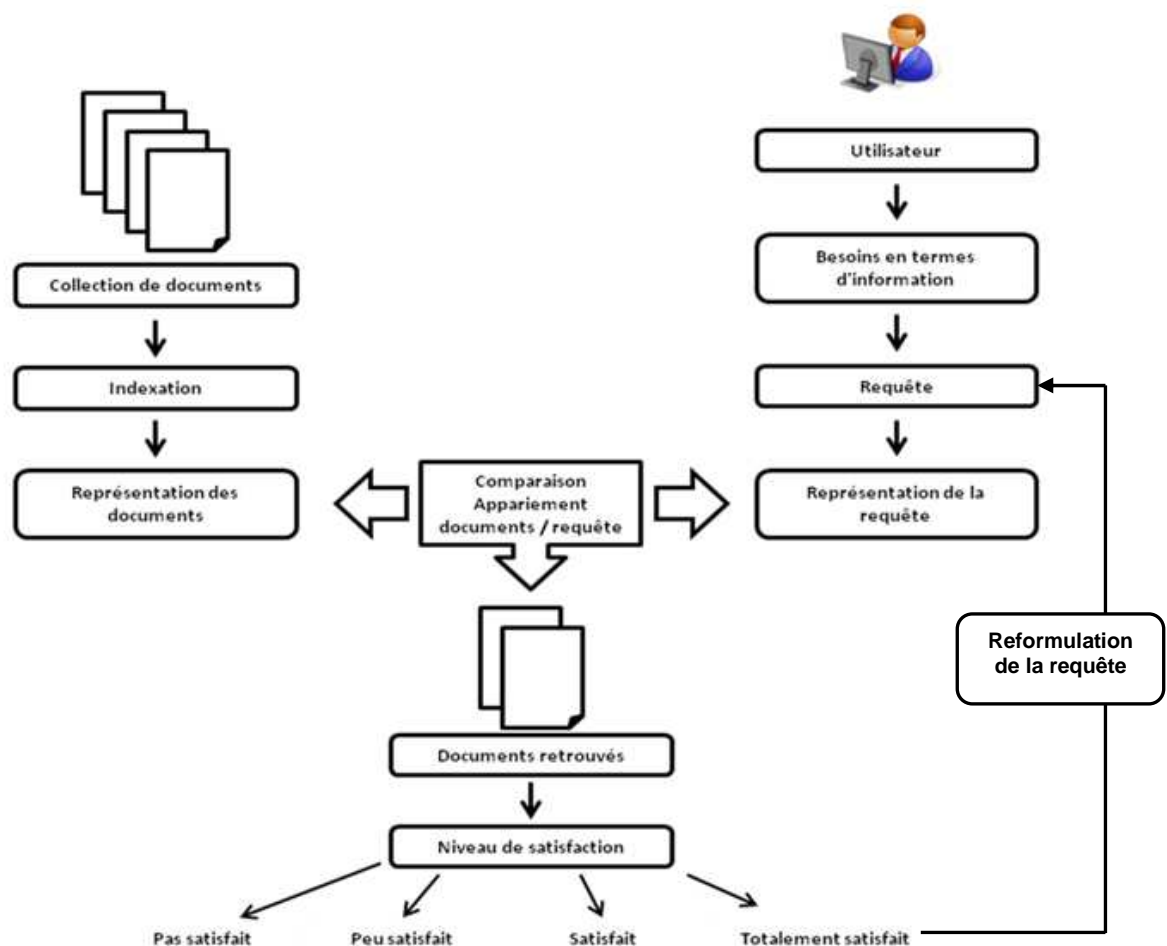 Utilisateur
Besoins en termes
d'information
Collection de documents
Indexation
Requête
Représentation des
documents
Comparaison
Appariement
documents / requête
Représentation de la
requête
Reformulation
de la requête
Documents retrouvés
Niveau de satisfaction
Pas satisfait
Peu satisfait
Satisfait
Totalement satisfait